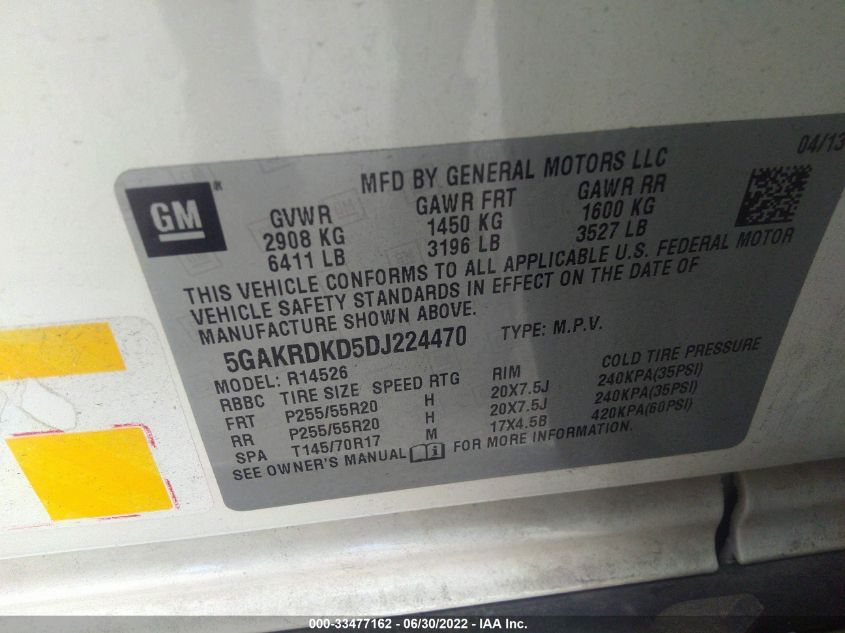 04/13
MFD BY GENERAL MOTORS LLC
GM
GVWR GAWR FRT GAWR RR
2908 KG 1450 KG 1600 KG
6411 LB 3196 LB 3527 LB
THIS VEHICLE CONFORMS TO ALL APPLICABLE U.S. FEDERAL MOTOR
VEHICLE SAFETY STANDARDS IN EFFECT ON THE DATE OF
MANUFACTURE SHOWN ABOVE.
5GAKRDKD5DJ224470 TYPE: M.P.V.
MODEL: R14526
RBBC TIRE SIZE SPEED RTG RIM COLD TIRE PRESSURE
FRT P255/55R20 H 20X7.5J 240KPA(35PSI)
RR P255/55R20 H 20X7.5J 240KPA(35PSI)
SPA T145/70R17 M 17X4.5B 420KPA(60PSI)
SEE OWNER'S MANUAL FOR MORE INFORMATION.
000-33477162 - 06/30/2022 - IAA Inc.